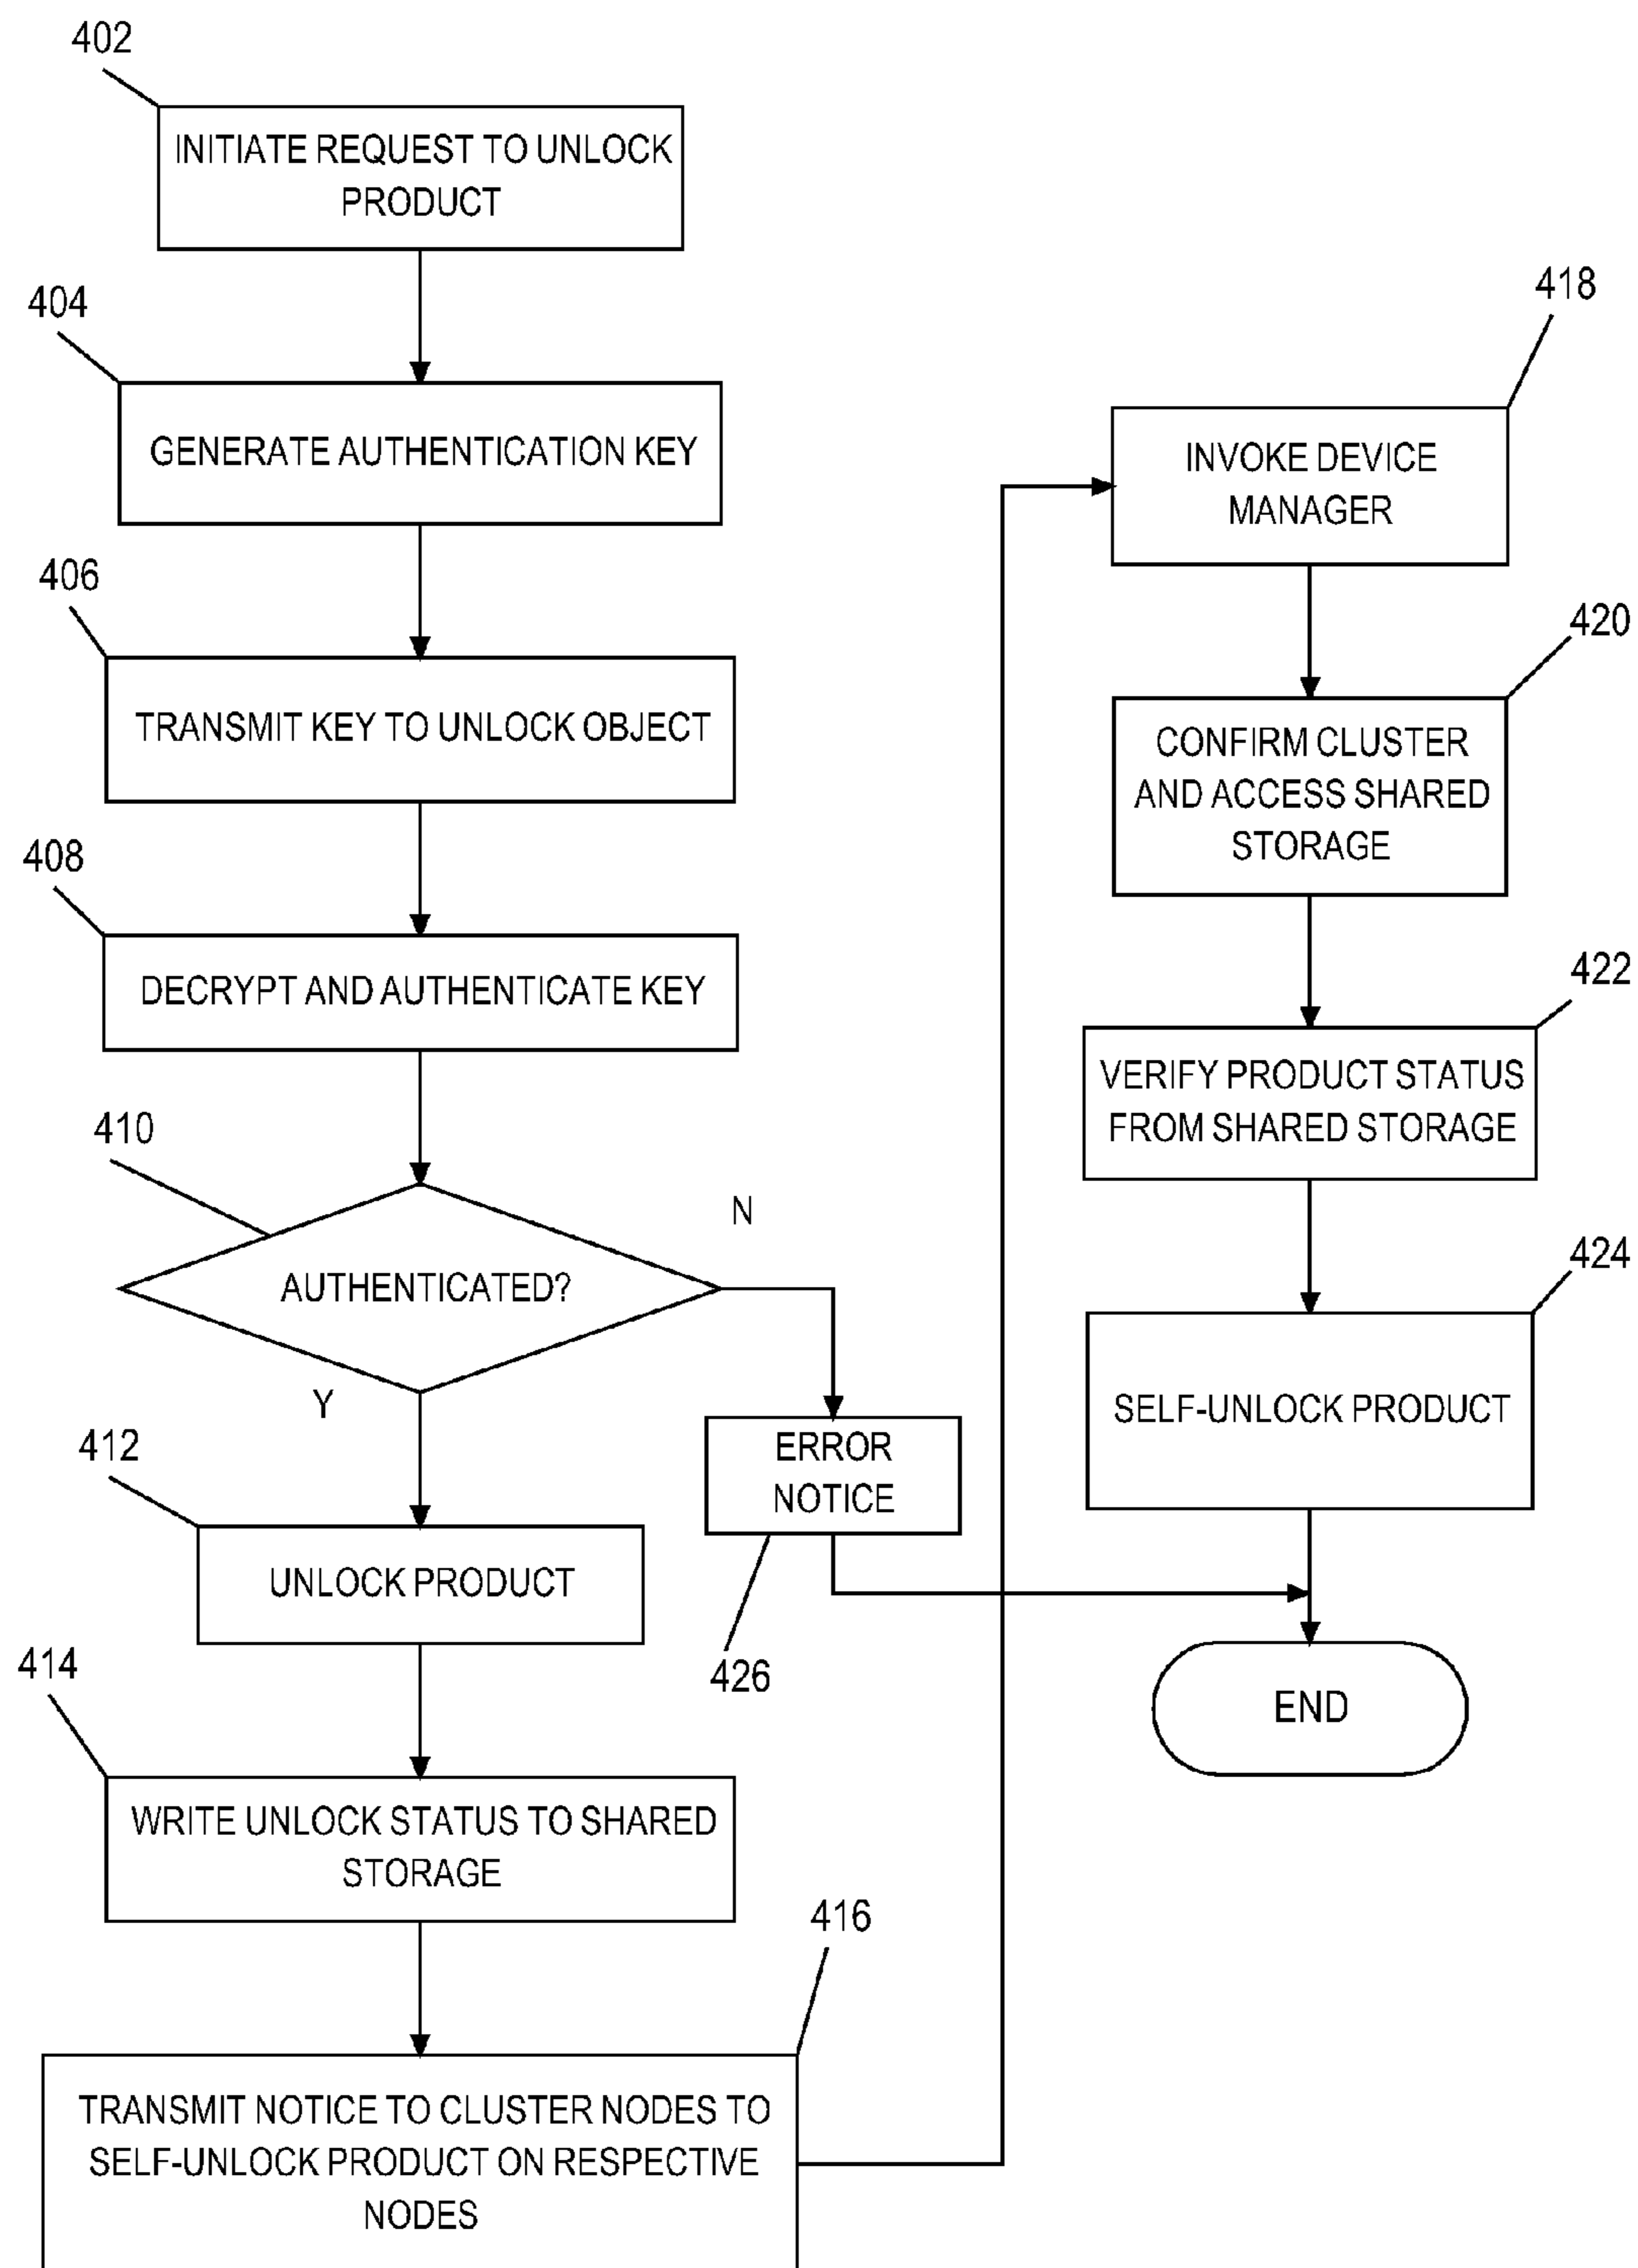 402
INITIATE REQUEST TO UNLOCK
PRODUCT
404
GENERATE AUTHENTICATION KEY
406
TRANSMIT KEY TO UNLOCK OBJECT
408
DECRYPT AND AUTHENTICATE KEY
410
AUTHENTICATED?
N
Y
412
UNLOCK PRODUCT
ERROR
NOTICE
426
414
WRITE UNLOCK STATUS TO SHARED
STORAGE
416
TRANSMIT NOTICE TO CLUSTER NODES TO
SELF-UNLOCK PRODUCT ON RESPECTIVE
NODES
418
INVOKE DEVICE
MANAGER
420
CONFIRM CLUSTER
AND ACCESS SHARED
STORAGE
422
VERIFY PRODUCT STATUS
FROM SHARED STORAGE
424
SELF-UNLOCK PRODUCT
END